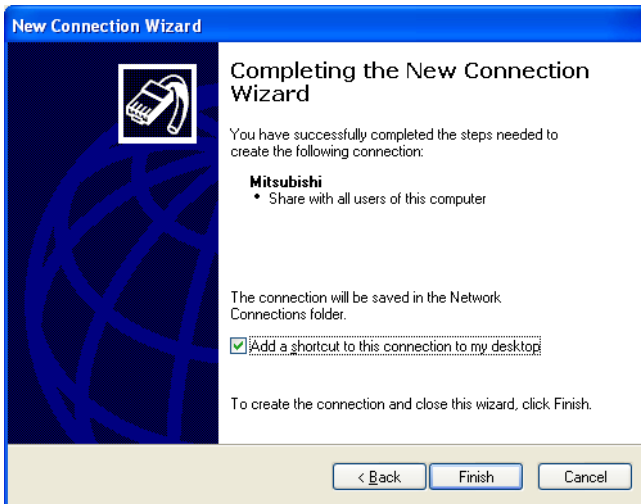 New Connection Wizard
Completing the New Connection
Wizard
You have successfully completed the steps needed to
create the following connection:
Mitsubishi
• Share with all users of this computer
The connection will be saved in the Network
Connections folder.
Add a shortcut to this connection to my desktop
To create the connection and close this wizard, click Finish.
< Back
Finish
Cancel